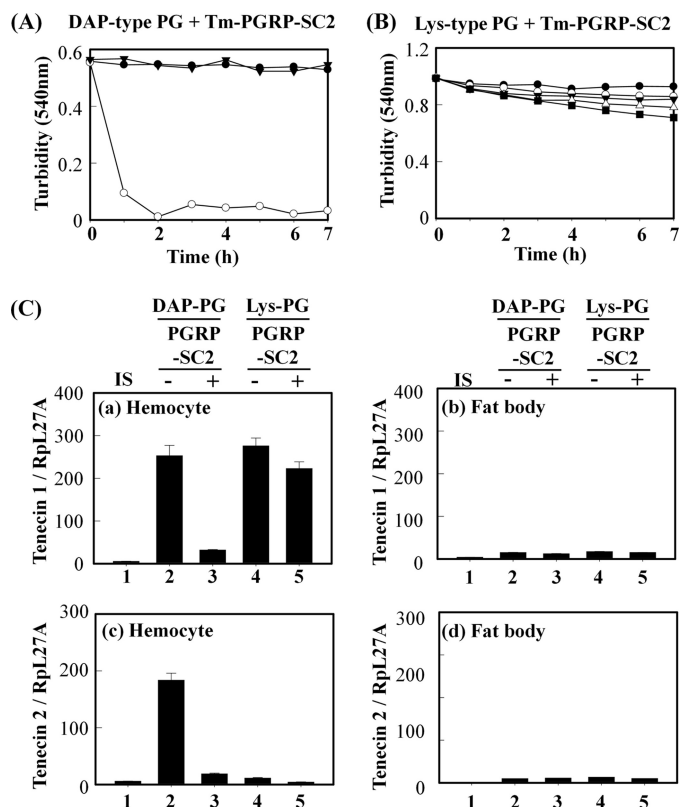 (A) DAP-type PG + Tm-PGRP-SC2
Turbidity (540nm)
0.6
0.4
0.2
0
0 2 4 6 7
Time (h)
(B) Lys-type PG + Tm-PGRP-SC2
Turbidity (540nm)
1.2
0.8
0.4
0
0 2 4 6 7
Time (h)
(C)
DAP-PG Lys-PG
PGRP PGRP
-SC2 -SC2
IS - + - +
(a) Hemocyte
Tenecin 1 / RpL27A
400
300
200
100
0
1 2 3 4 5
DAP-PG Lys-PG
PGRP PGRP
-SC2 -SC2
IS - + - +
(b) Fat body
Tenecin 1 / RpL27A
400
300
200
100
0
1 2 3 4 5
(c) Hemocyte
Tenecin 2 / RpL27A
300
200
100
0
1 2 3 4 5
(d) Fat body
Tenecin 2 / RpL27A
300
200
100
0
1 2 3 4 5